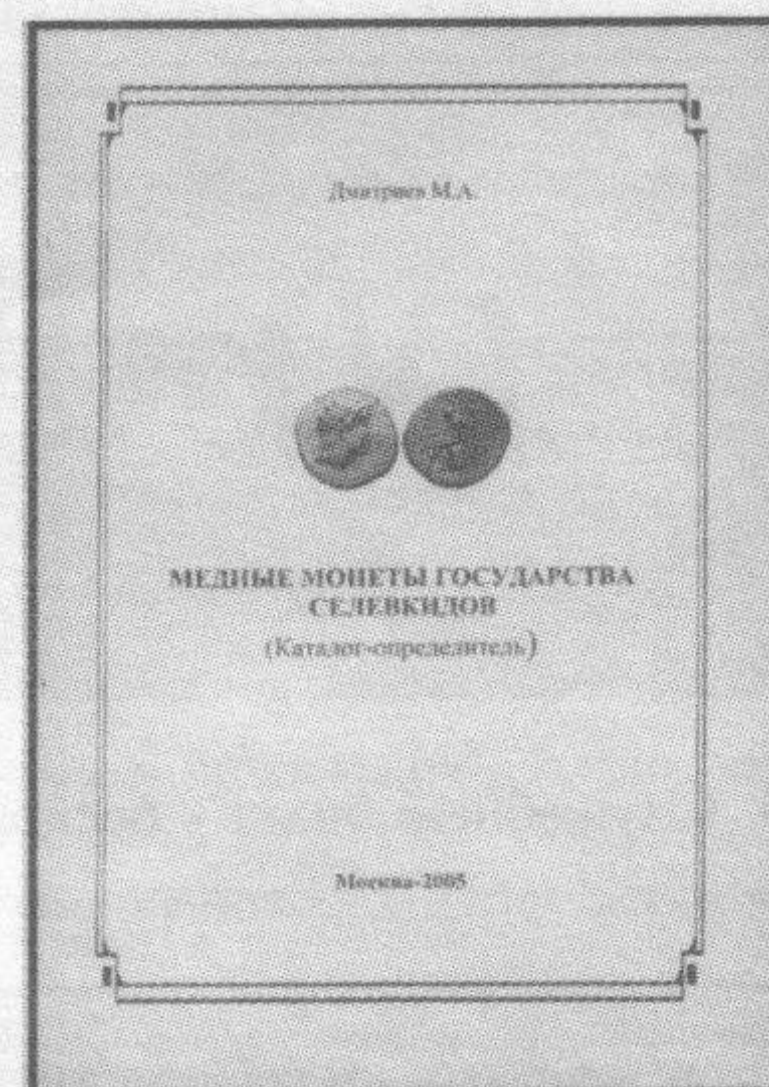 Дмитриев М.А.
МЕДНЫЕ МОНЕТЫ ГОСУДАРСТВА
СЕЛЕВКИДОВ
(Каталог-определитель)
Москва-2005